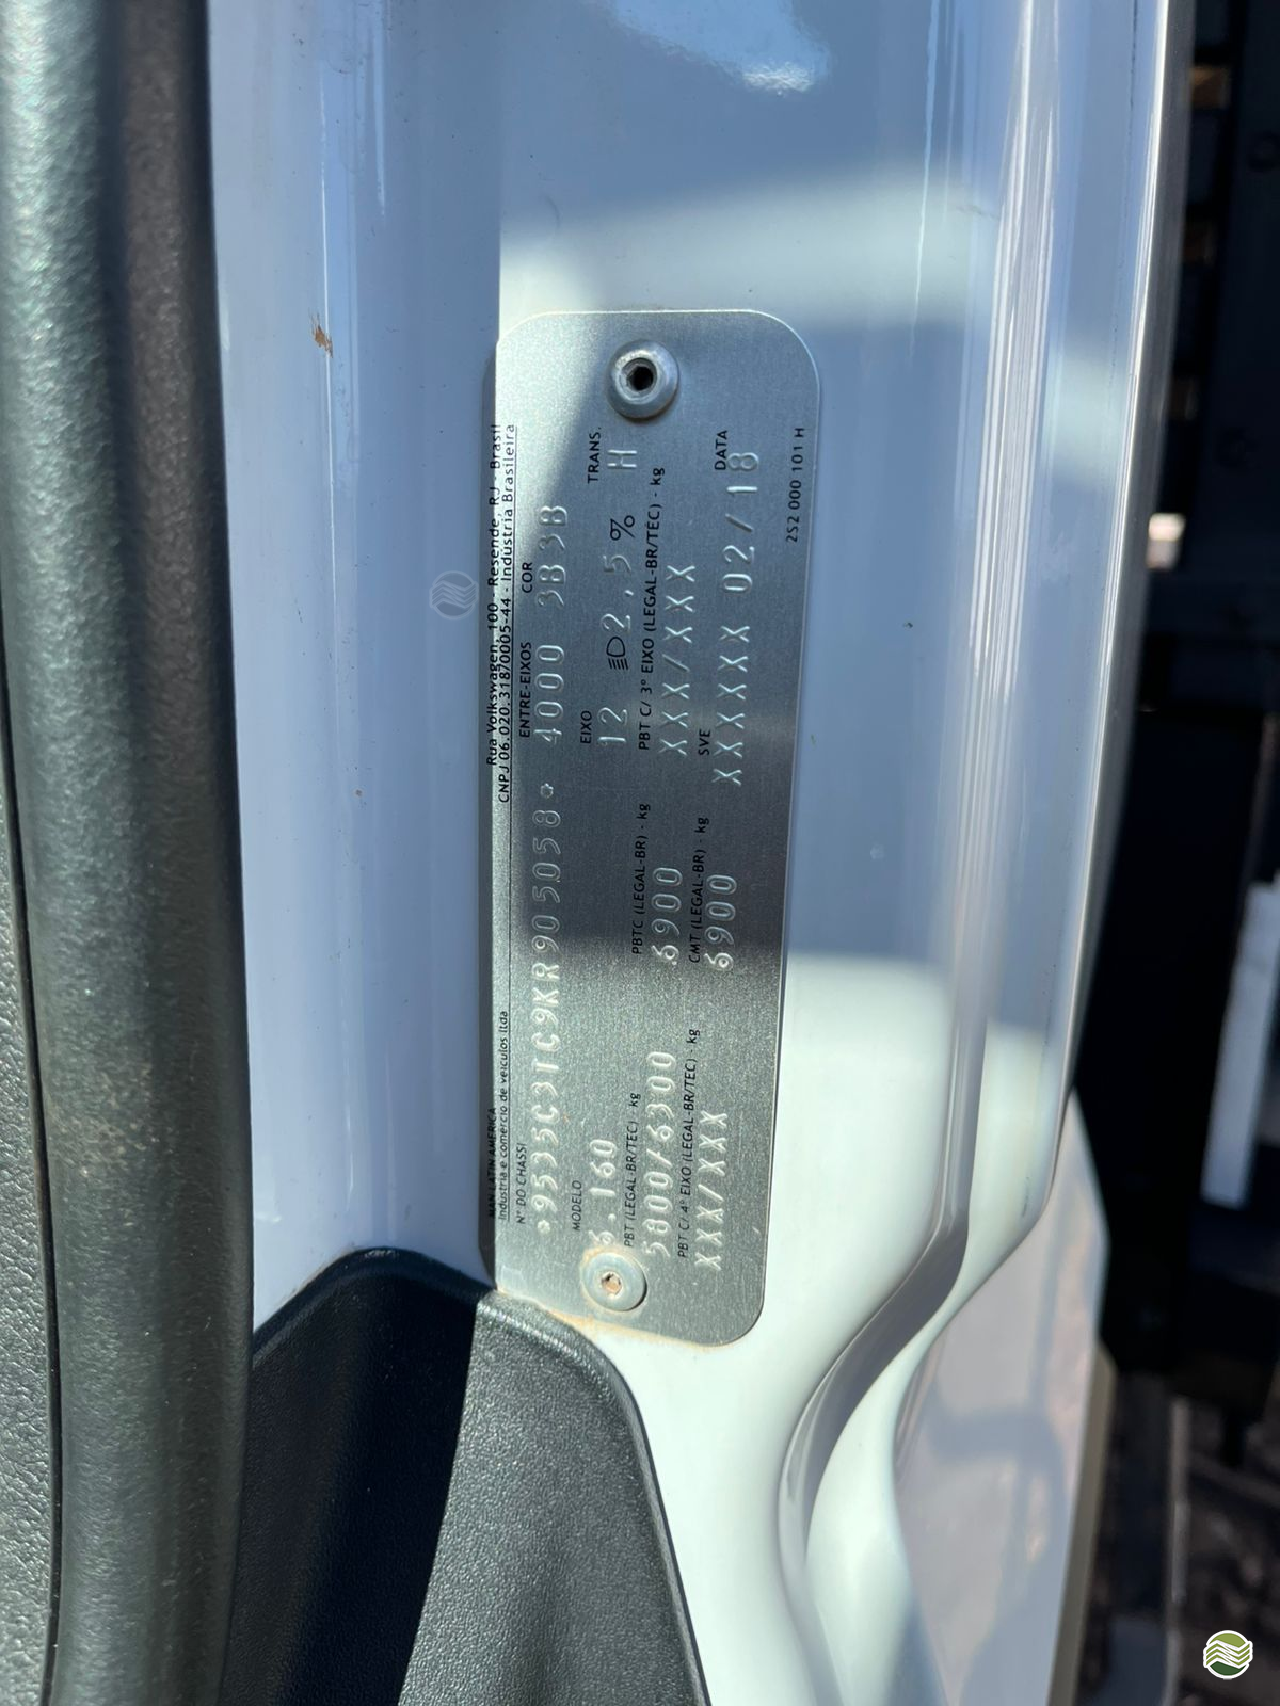 MAN LATIN AMERICA
Indústria e comércio de veículos ltda
Rua Volkswagen, 100 - Resende, RJ - Brasil
CNPJ 06.020.318/0005-44 - Indústria Brasileira
Nº DO CHASSI ENTRE-EIXOS COR
*9535C3TC9KR905058* 4000 3B3B
MODELO EIXO TRANS.
.160 12 2,5% H
PBT (LEGAL-BR/TEC) - kg PBTC (LEGAL-BR) - kg PBT C/ 3º EIXO (LEGAL-BR/TEC) - kg
5800/6300 6900 XXX/XXX
PBT C/ 4º EIXO (LEGAL-BR/TEC) - kg CMT (LEGAL-BR) - kg SVE DATA
XXX/XXX 6900 XXXXXX 02/18
2S2 000 101 H